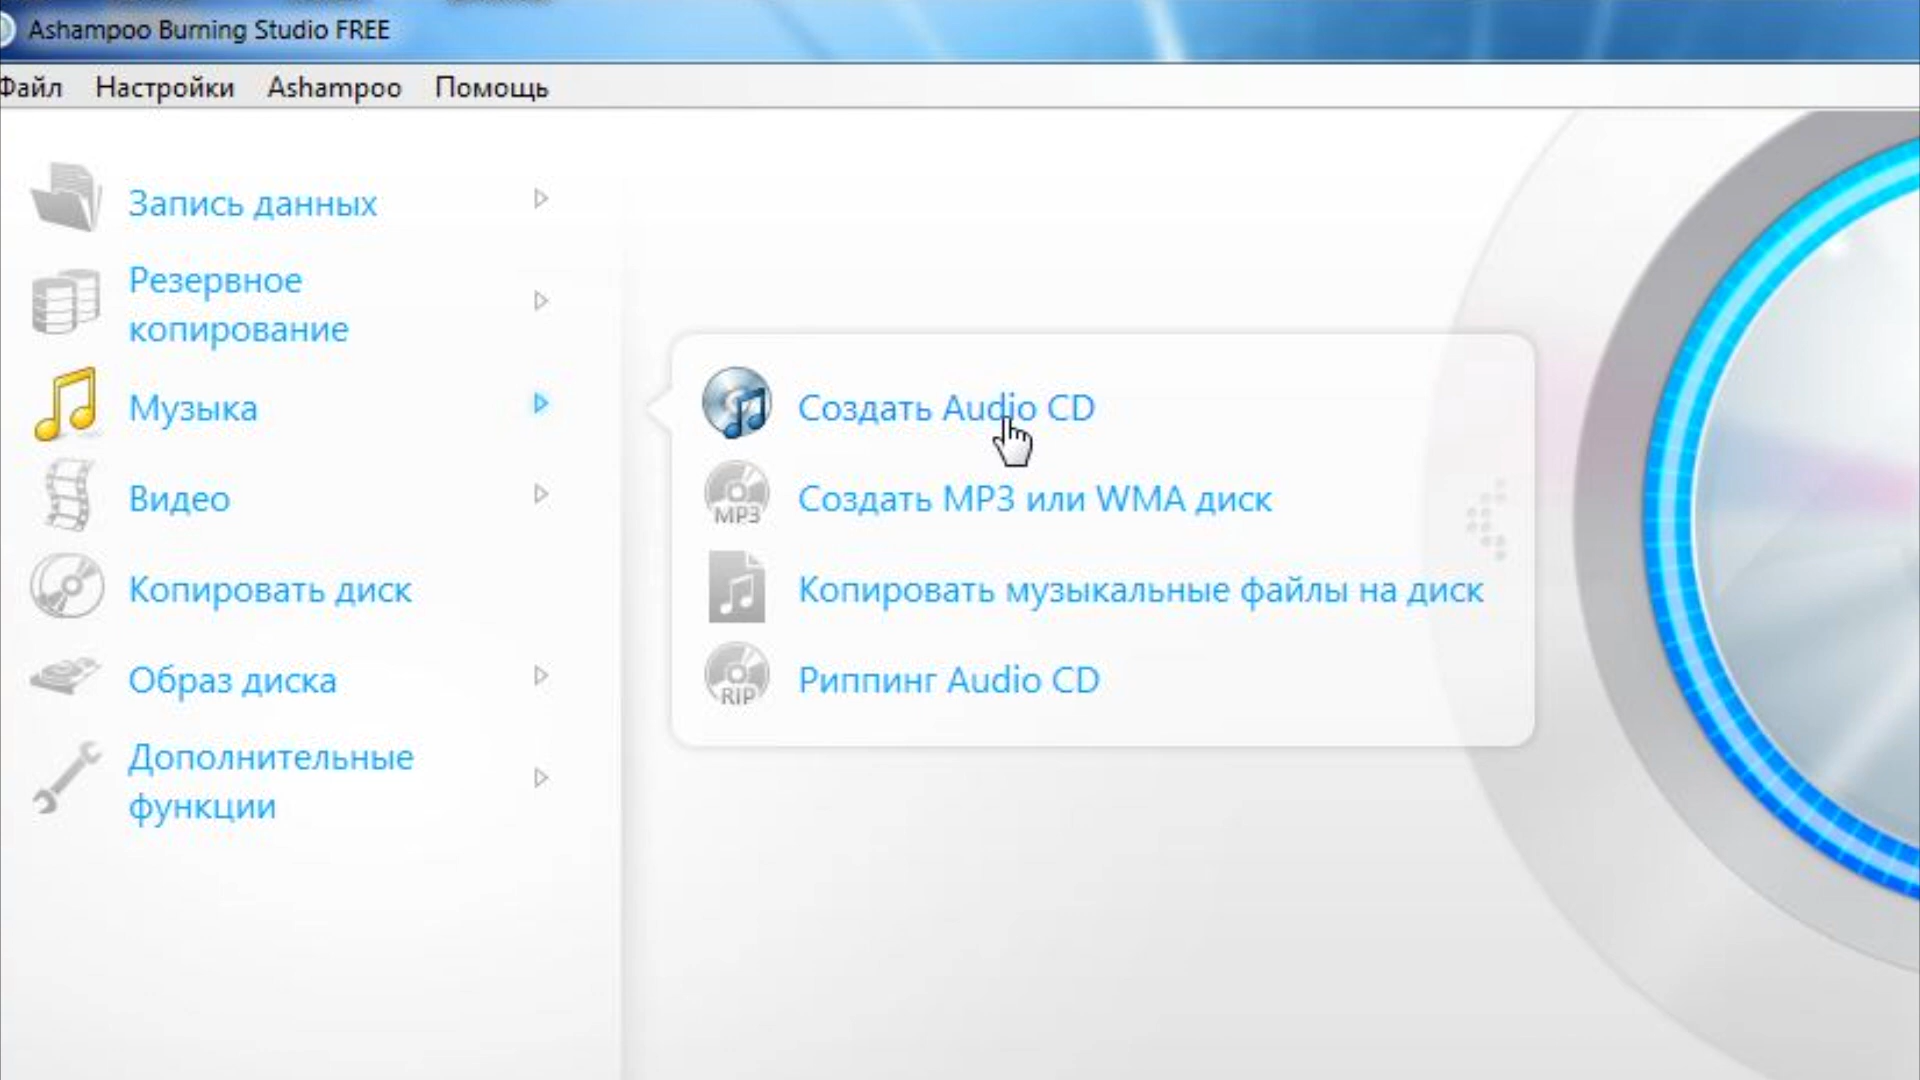 Ashampoo Burning Studio FREE
Файл Настройки Ashampoo Помощь
Запись данных
Резервное
копирование
Музыка
Видео
Копировать диск
Образ диска
Дополнительные
функции
Создать Audio CD
MP3
Создать MP3 или WMA диск
Копировать музыкальные файлы на диск
RIP
Риппинг Audio CD